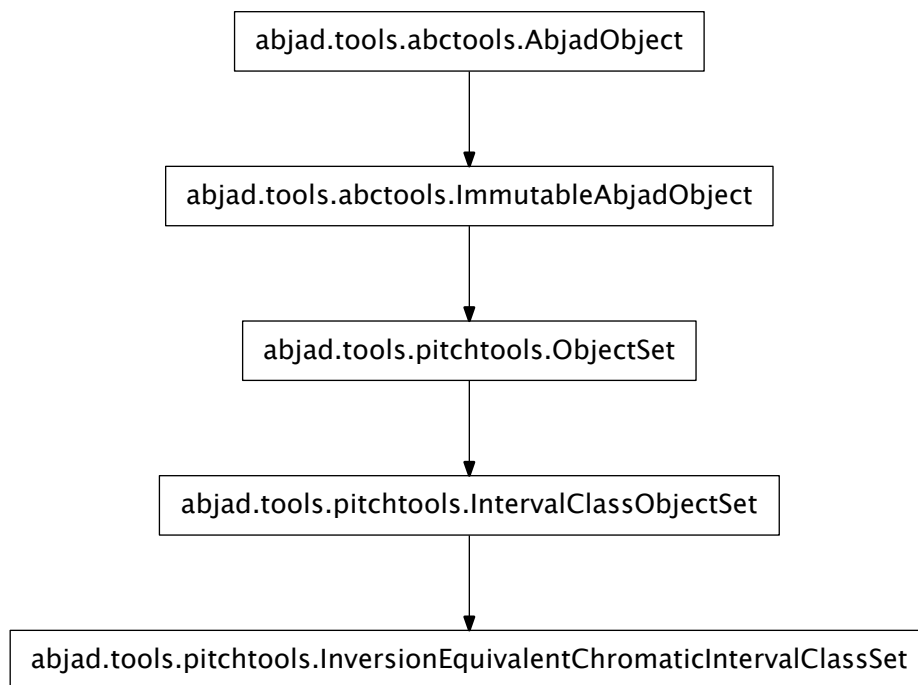 abjad.tools.abctools.AbjadObject
abjad.tools.abctools.ImmutableAbjadObject
abjad.tools.pitchtools.ObjectSet
abjad.tools.pitchtools.IntervalClassObjectSet
abjad.tools.pitchtools.InversionEquivalentChromaticIntervalClassSet